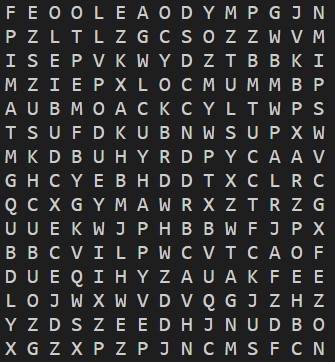 F E O O L E A O D Y M P G J N
P Z L T L Z G C S O Z Z W V M
I S E P V K W Y D Z T B B K I
M Z I E P X L O C M U M M B P
A U B M O A C K C Y L T W P S
T S U F D K U B N W S U P X W
M K D B U H Y R D P Y C A A V
G H C Y E B H D D T X C L R C
Q C X G Y M A W R X Z T R Z G
U U E K W J P H B B W F J P X
B B C V I L P W C V T C A O F
D U E Q I H Y Z A U A K F E E
L O J W X W V D V Q G J Z H Z
Y Z D S Z E E D H J N U D B O
X G Z X P Z P J N C M S F C N